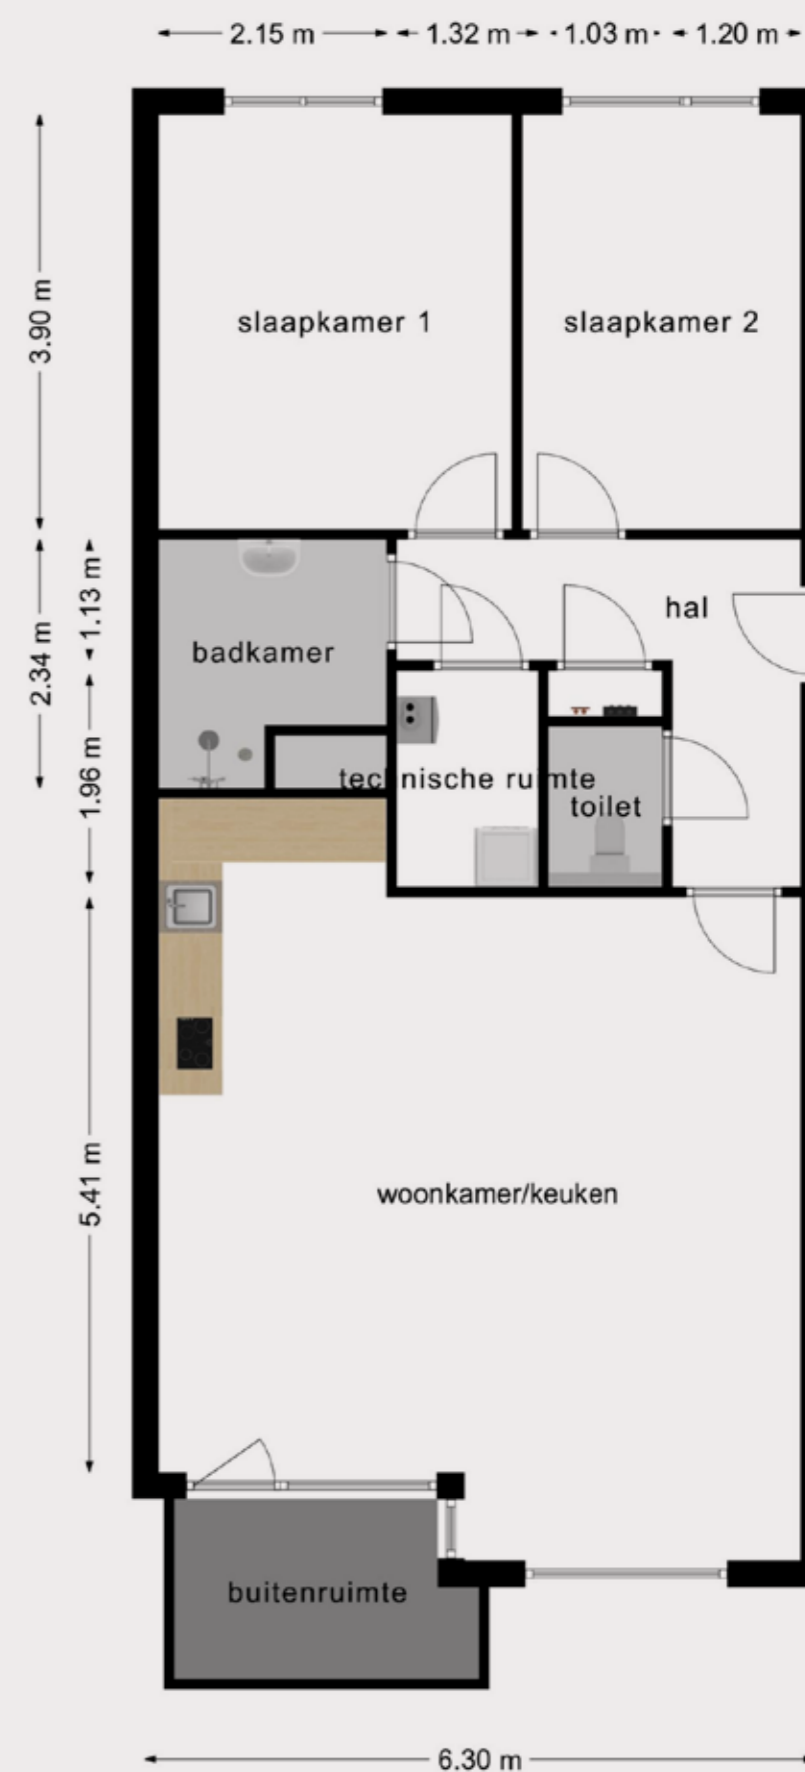 2.15 m
1.32 m
1.03 m
1.20 m
3.90 m
slaapkamer 1
slaapkamer 2
1.13 m
2.34 m
hal
badkamer
1.96 m
technische ruimte
toilet
5.41 m
woonkamer/keuken
buitenruimte
6.30 m